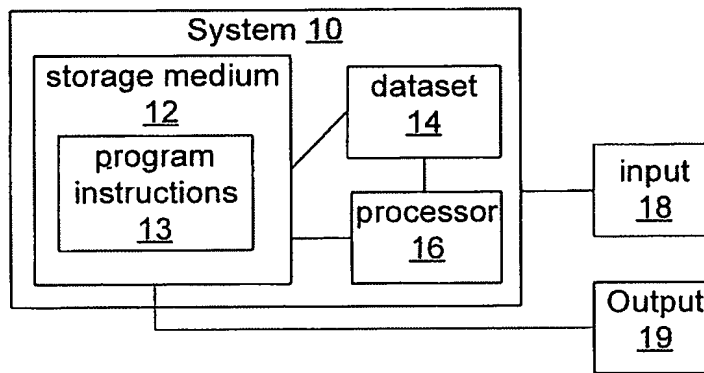 System 10
storage medium
12
program
instructions
13
dataset
14
processor
16
input
18
Output
19